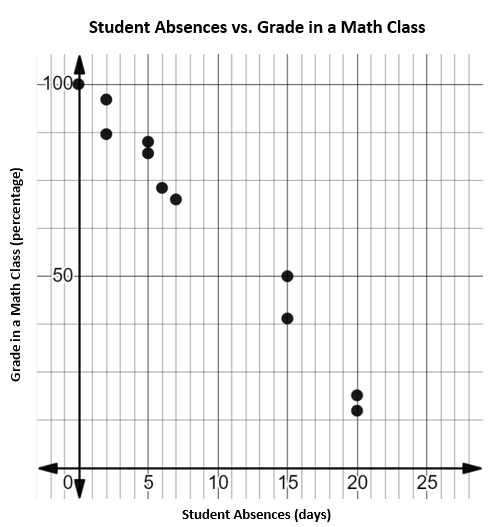 Student Absences vs. Grade in a Math Class
100
50
Grade in a Math Class (percentage)
0 5 10 15 20 25
Student Absences (days)